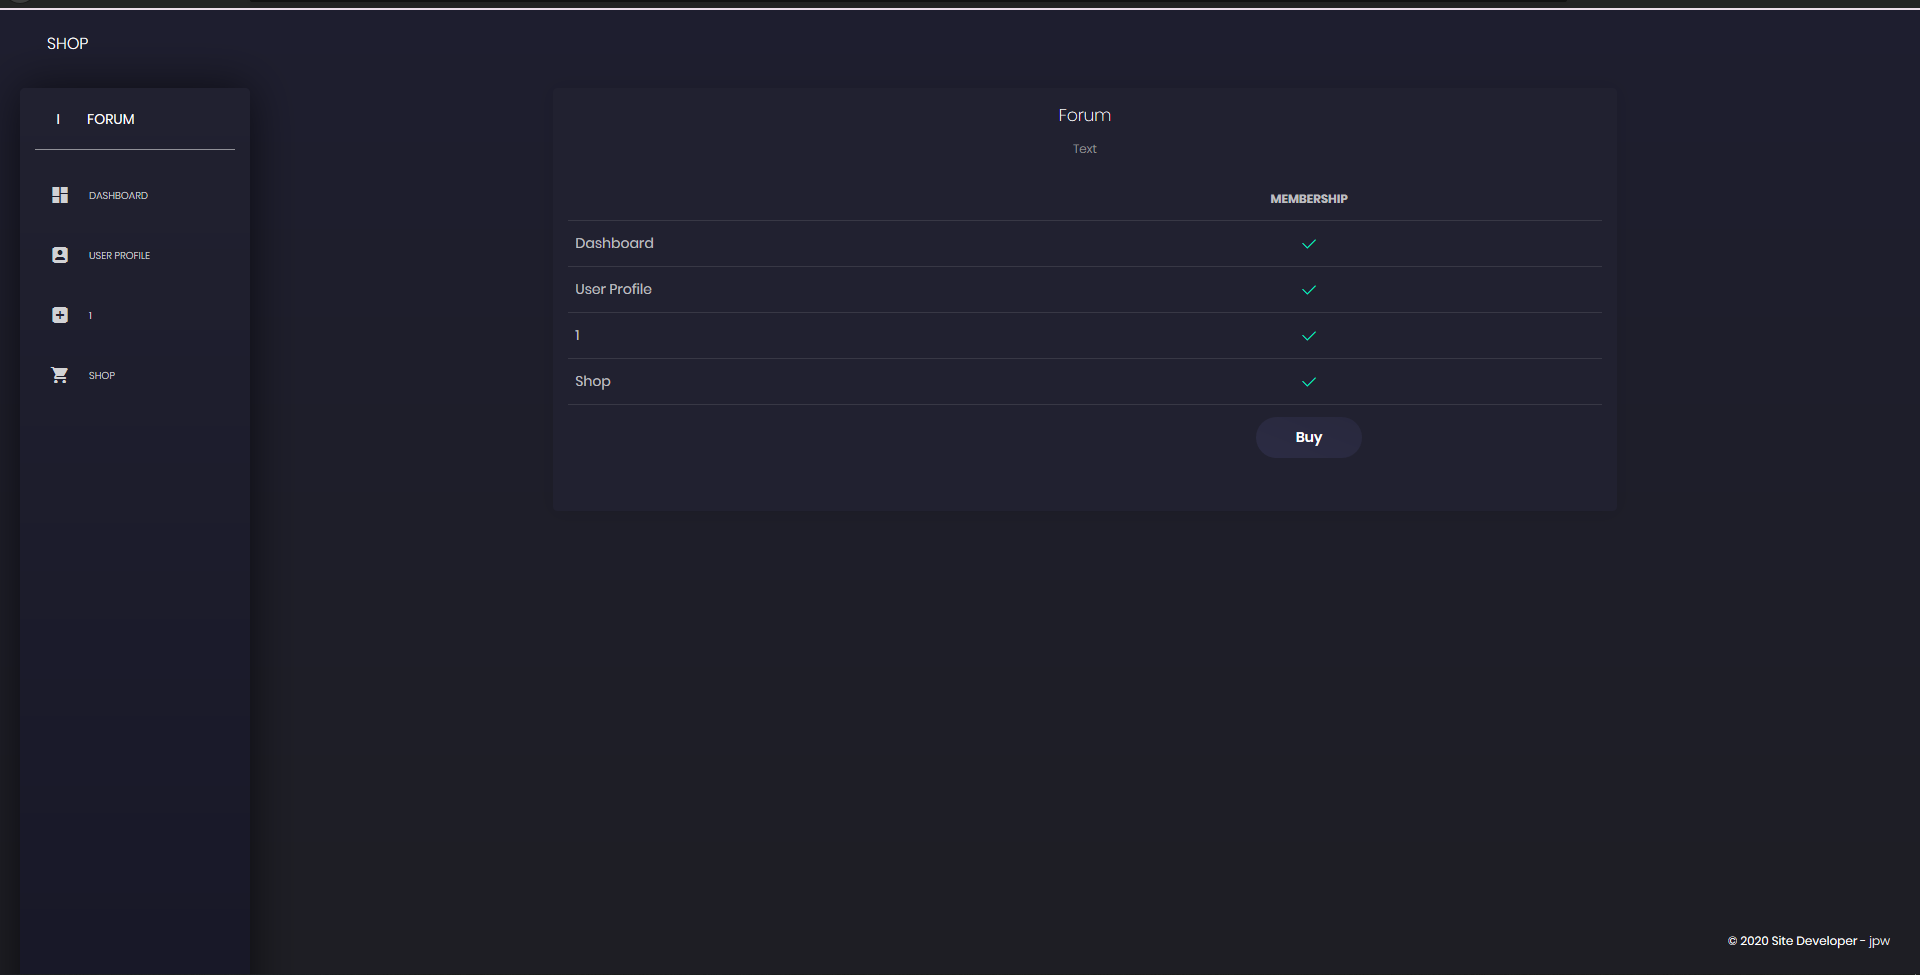 SHOP
I FORUM
DASHBOARD
USER PROFILE
1
SHOP
Forum
Text
MEMBERSHIP
Dashboard
User Profile
1
Shop
Buy
© 2020 Site Developer - jpw